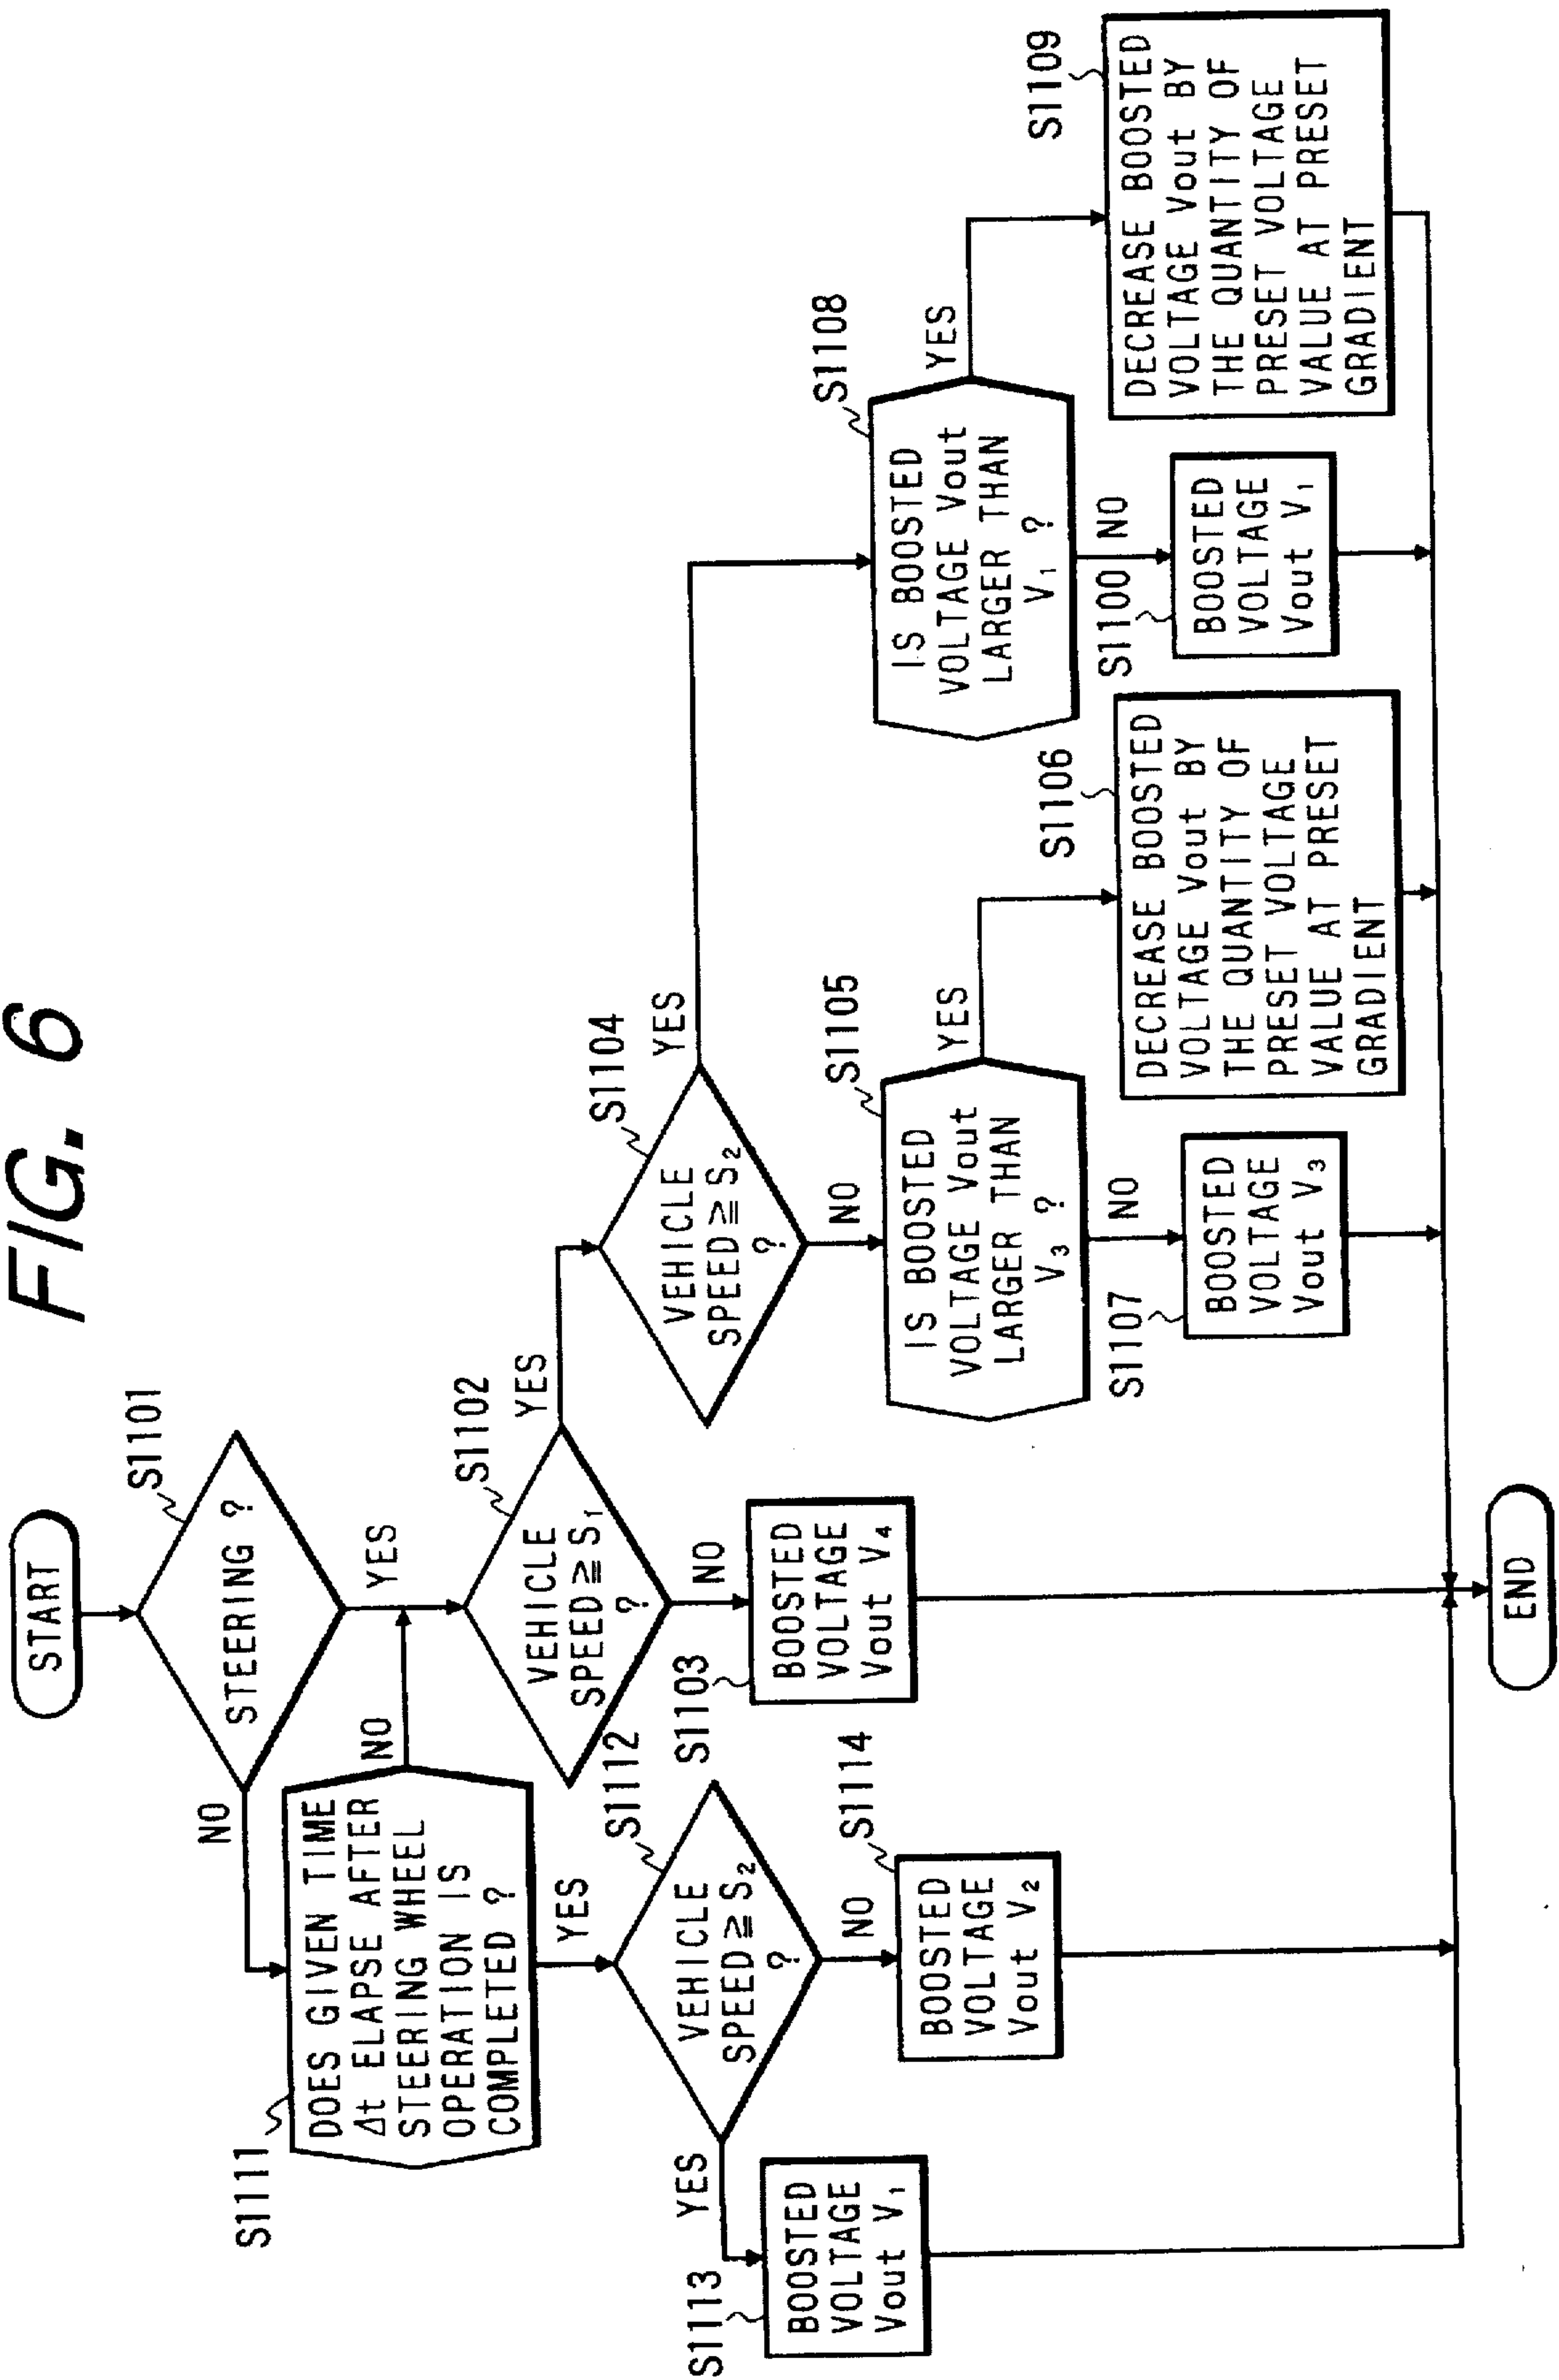 FIG. 6
START
STEERING ?
S1101
NO
YES
S1111
DOES GIVEN TIME
Δt ELAPSE AFTER
STEERING WHEEL
OPERATION IS
COMPLETED ?
NO
YES
VEHICLE
SPEED ≧ S1
?
S1102
YES
NO
S1112
VEHICLE
SPEED ≧ S2
?
YES
NO
S1103
BOOSTED
VOLTAGE
Vout V4
VEHICLE
SPEED ≧ S2
?
S1104
YES
NO
S1113
BOOSTED
VOLTAGE
Vout V1
S1114
BOOSTED
VOLTAGE
Vout V2
S1105
IS BOOSTED
VOLTAGE Vout
LARGER THAN
V3 ?
YES
NO
S1108
IS BOOSTED
VOLTAGE Vout
LARGER THAN
V1 ?
YES
NO
S1107
BOOSTED
VOLTAGE
Vout V3
S1106
DECREASE BOOSTED
VOLTAGE Vout BY
THE QUANTITY OF
PRESET VOLTAGE
VALUE AT PRESET
GRADIENT
S1100
BOOSTED
VOLTAGE
Vout V1
S1109
DECREASE BOOSTED
VOLTAGE Vout BY
THE QUANTITY OF
PRESET VOLTAGE
VALUE AT PRESET
GRADIENT
END